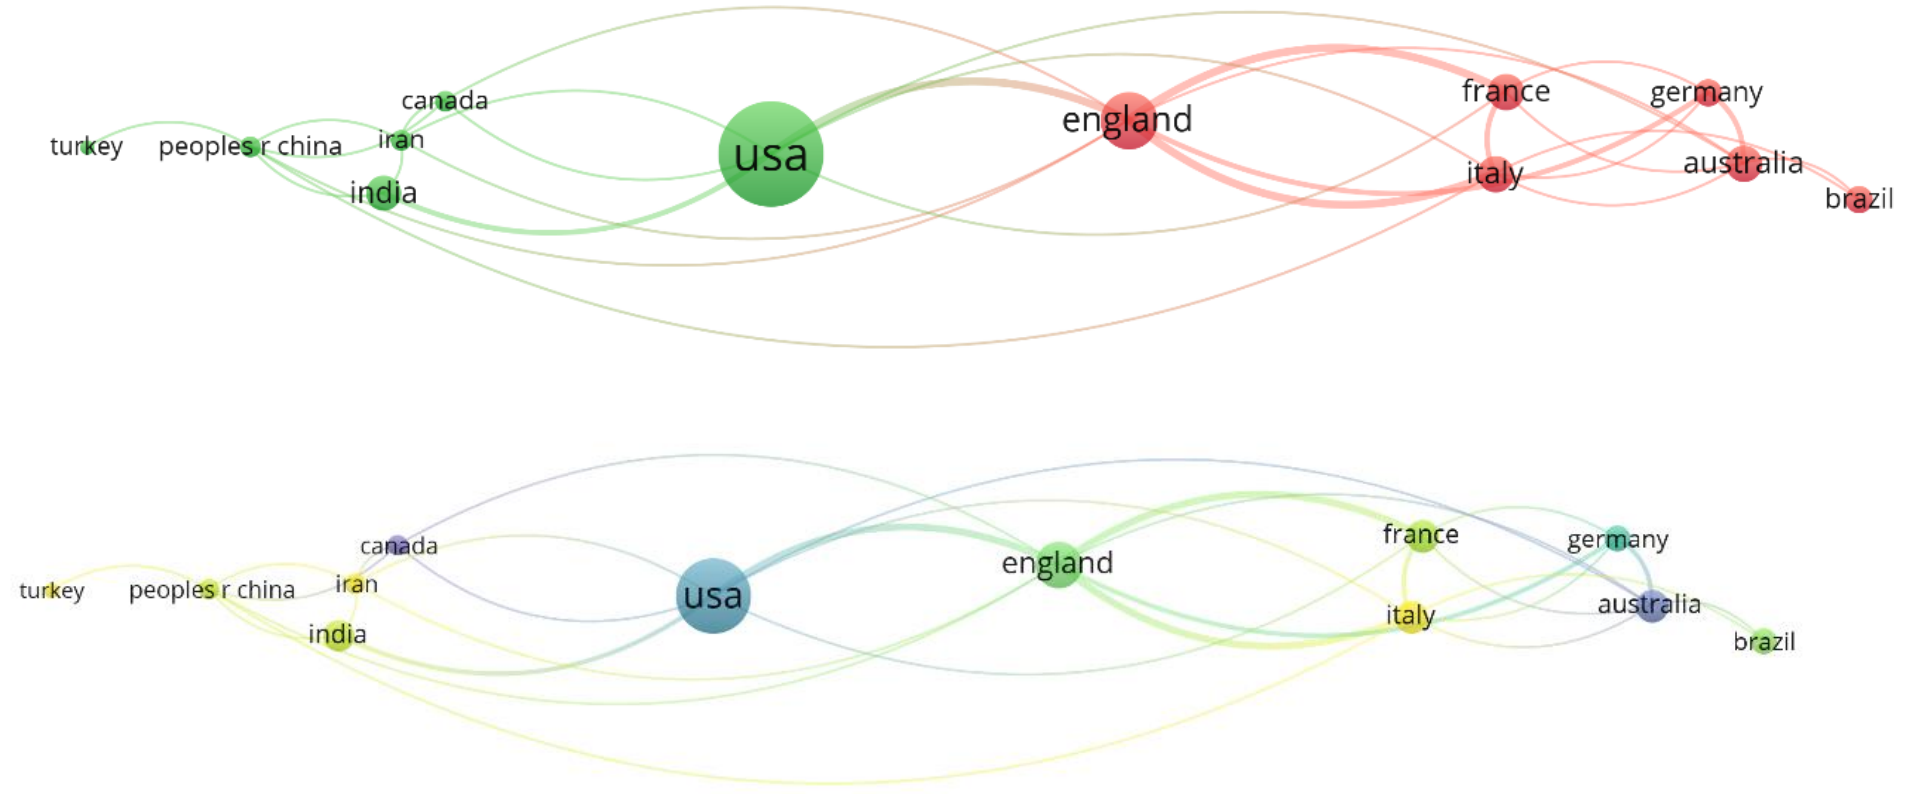 canada
turkey
peoples r china
iran
india
usa
england
france
germany
italy
australia
brazil
canada
turkey
peoples r china
iran
india
usa
england
france
germany
italy
australia
brazil